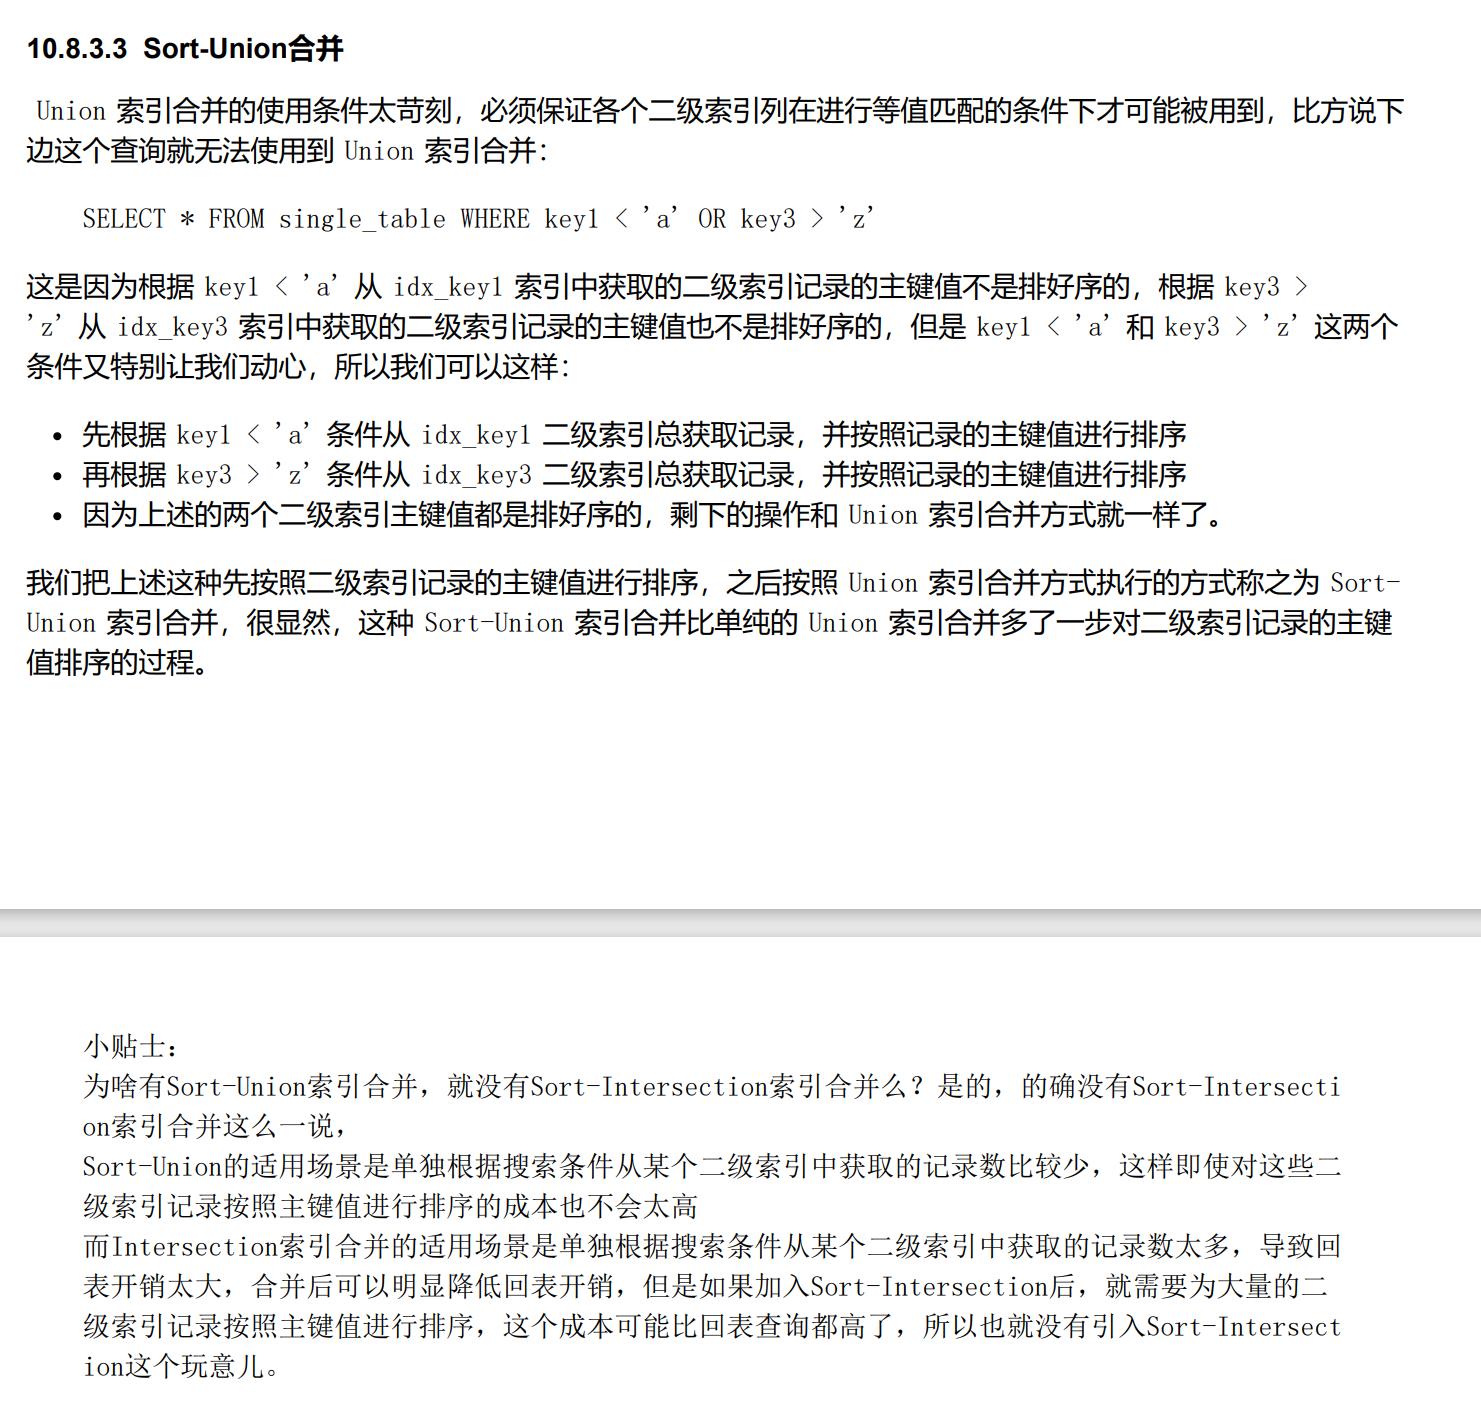 10.8.3.3 Sort-Union合并
Union 索引合并的使用条件太苛刻，必须保证各个二级索引列在进行等值匹配的条件下才可能被用到，比方说下
边这个查询就无法使用到 Union 索引合并：
SELECT * FROM single_table WHERE key1 < 'a' OR key3 > 'z'
这是因为根据 key1 < 'a' 从 idx_key1 索引中获取的二级索引记录的主键值不是排好序的，根据 key3 >
'z' 从 idx_key3 索引中获取的二级索引记录的主键值也不是排好序的，但是 key1 < 'a' 和 key3 > 'z' 这两个
条件又特别让我们动心，所以我们可以这样：
• 先根据 key1 < 'a' 条件从 idx_key1 二级索引总获取记录，并按照记录的主键值进行排序
• 再根据 key3 > 'z' 条件从 idx_key3 二级索引总获取记录，并按照记录的主键值进行排序
• 因为上述的两个二级索引主键值都是排好序的，剩下的操作和 Union 索引合并方式就一样了。
我们把上述这种先按照二级索引记录的主键值进行排序，之后按照 Union 索引合并方式执行的方式称之为 Sort-
Union 索引合并，很显然，这种 Sort-Union 索引合并比单纯的 Union 索引合并多了一步对二级索引记录的主键
值排序的过程。
小贴士：
为啥有Sort-Union索引合并，就没有Sort-Intersection索引合并么？是的，的确没有Sort-Intersecti
on索引合并这么一说，
Sort-Union的适用场景是单独根据搜索条件从某个二级索引中获取的记录数比较少，这样即使对这些二
级索引记录按照主键值进行排序的成本也不会太高
而Intersection索引合并的适用场景是单独根据搜索条件从某个二级索引中获取的记录数太多，导致回
表开销太大，合并后可以明显降低回表开销，但是如果加入Sort-Intersection后，就需要为大量的二
级索引记录按照主键值进行排序，这个成本可能比回表查询都高了，所以也就没有引入Sort-Intersect
ion这个玩意儿。